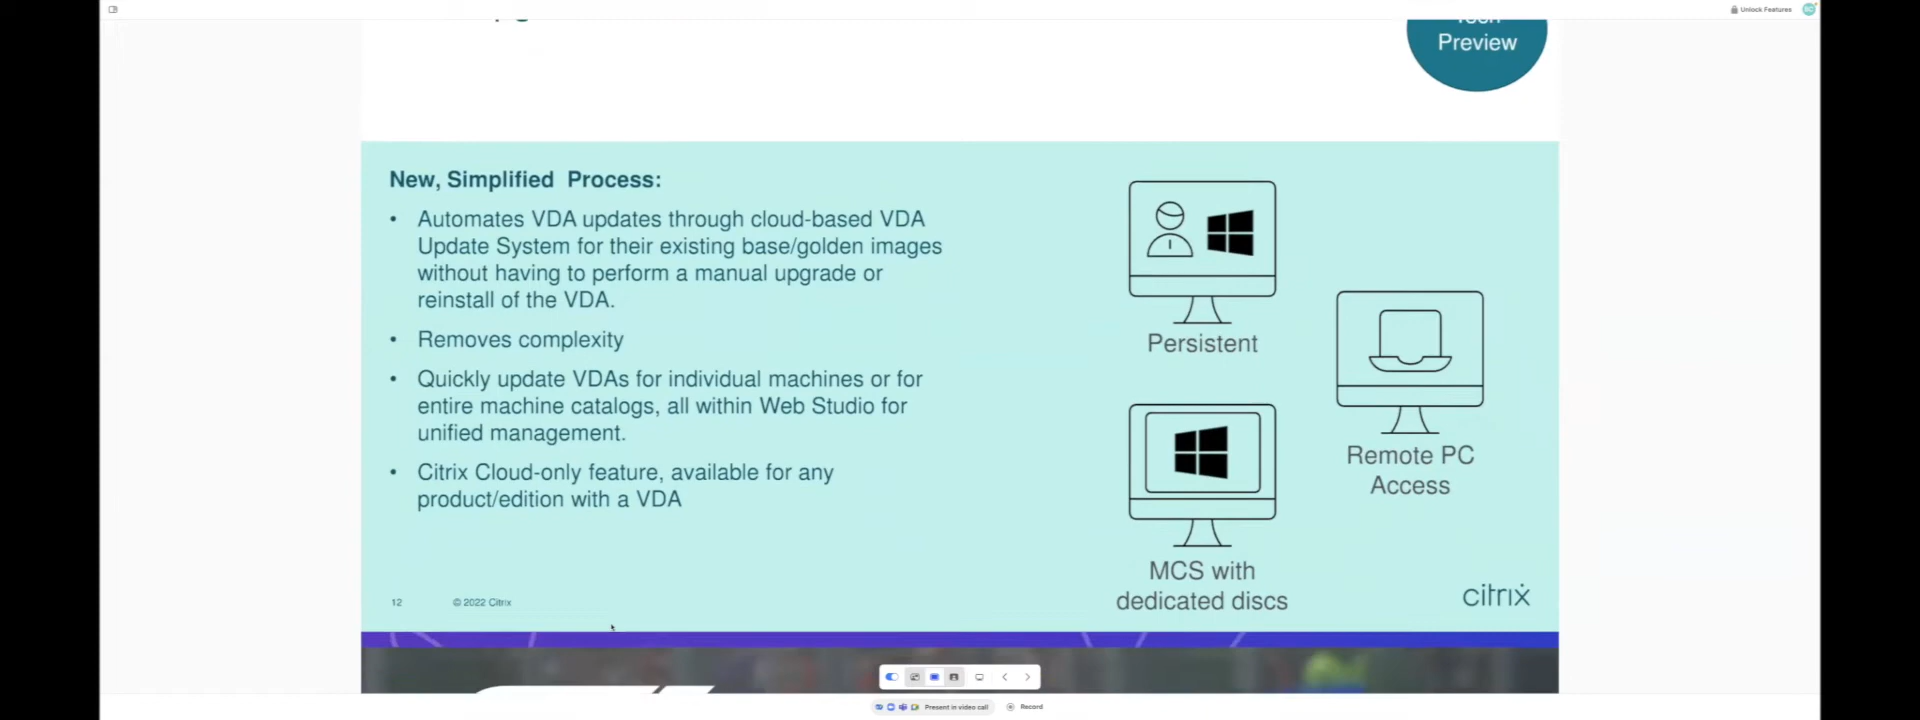 Unlock Features
Preview
New, Simplified Process:
• Automates VDA updates through cloud-based VDA
Update System for their existing base/golden images
without having to perform a manual upgrade or
reinstall of the VDA.
• Removes complexity
• Quickly update VDAs for individual machines or for
entire machine catalogs, all within Web Studio for
unified management.
• Citrix Cloud-only feature, available for any
product/edition with a VDA
Persistent
Remote PC
Access
MCS with
dedicated discs
12 © 2022 Citrix
citrix
Present in video call Record